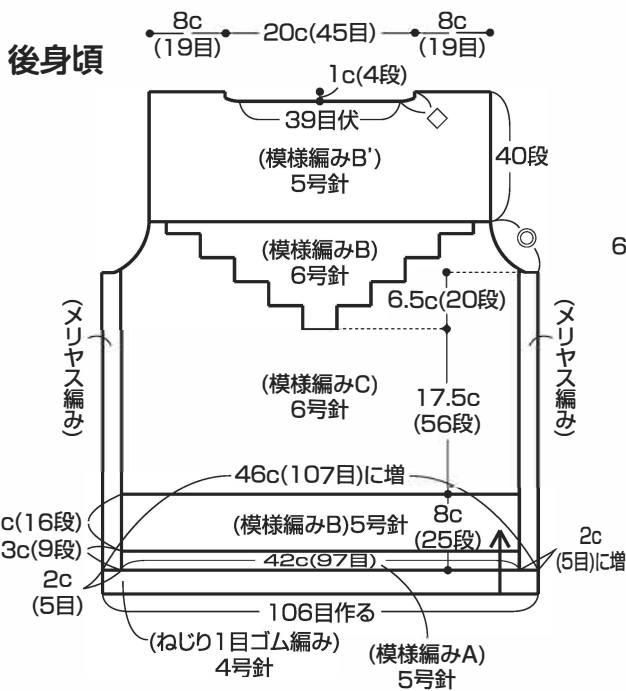 後身頃
8c
(19目)
20c(45目)
8c
(19目)
1c(4段)
39目伏
◇
(模様編みB')
5号針
40段
◎
6
(模様編みB)
6号針
6.5c(20段)
(メリヤス編み)
(メリヤス編み)
(模様編みC)
6号針
17.5c
(56段)
46c(107目)に増
c(16段)
(模様編みB)5号針
8c
(25段)
3c(9段)
42c(97目)
2c
(5目)に増
2c
(5目)
106目作る
(ねじり1目ゴム編み)
4号針
(模様編みA)
5号針